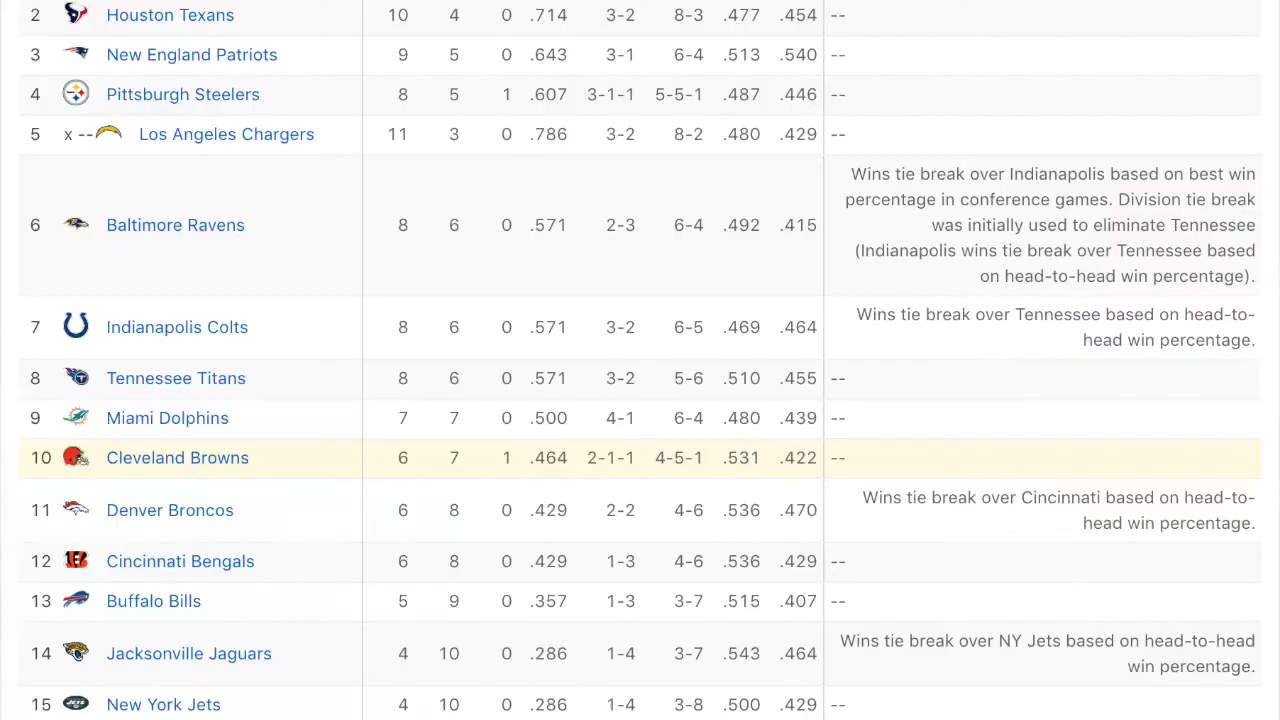 2 Houston Texans 10 4 0 .714 3-2 8-3 .477 .454 --
3 New England Patriots 9 5 0 .643 3-1 6-4 .513 .540 --
4 Pittsburgh Steelers 8 5 1 .607 3-1-1 5-5-1 .487 .446 --
5 x -- Los Angeles Chargers 11 3 0 .786 3-2 8-2 .480 .429 --
Wins tie break over Indianapolis based on best win
percentage in conference games. Division tie break
6 Baltimore Ravens 8 6 0 .571 2-3 6-4 .492 .415 was initially used to eliminate Tennessee
(Indianapolis wins tie break over Tennessee based
on head-to-head win percentage).
7 Indianapolis Colts 8 6 0 .571 3-2 6-5 .469 .464 Wins tie break over Tennessee based on head-to-
head win percentage.
8 Tennessee Titans 8 6 0 .571 3-2 5-6 .510 .455 --
9 Miami Dolphins 7 7 0 .500 4-1 6-4 .480 .439 --
10 Cleveland Browns 6 7 1 .464 2-1-1 4-5-1 .531 .422 --
11 Denver Broncos 6 8 0 .429 2-2 4-6 .536 .470 Wins tie break over Cincinnati based on head-to-
head win percentage.
12 Cincinnati Bengals 6 8 0 .429 1-3 4-6 .536 .429 --
13 Buffalo Bills 5 9 0 .357 1-3 3-7 .515 .407 --
14 Jacksonville Jaguars 4 10 0 .286 1-4 3-7 .543 .464 Wins tie break over NY Jets based on head-to-head
win percentage.
15 New York Jets 4 10 0 .286 1-4 3-8 .500 .429 --